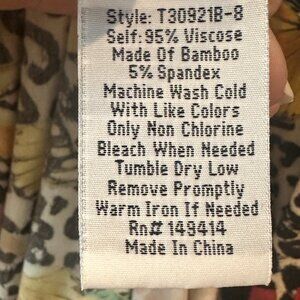 Style: T30921B-8
Self: 95% Viscose
Made Of Bamboo
5% Spandex
Machine Wash Cold
With Like Colors
Only Non Chlorine
Bleach When Needed
Tumble Dry Low
Remove Promptly
Warm Iron If Needed
Rn# 149414
Made In China